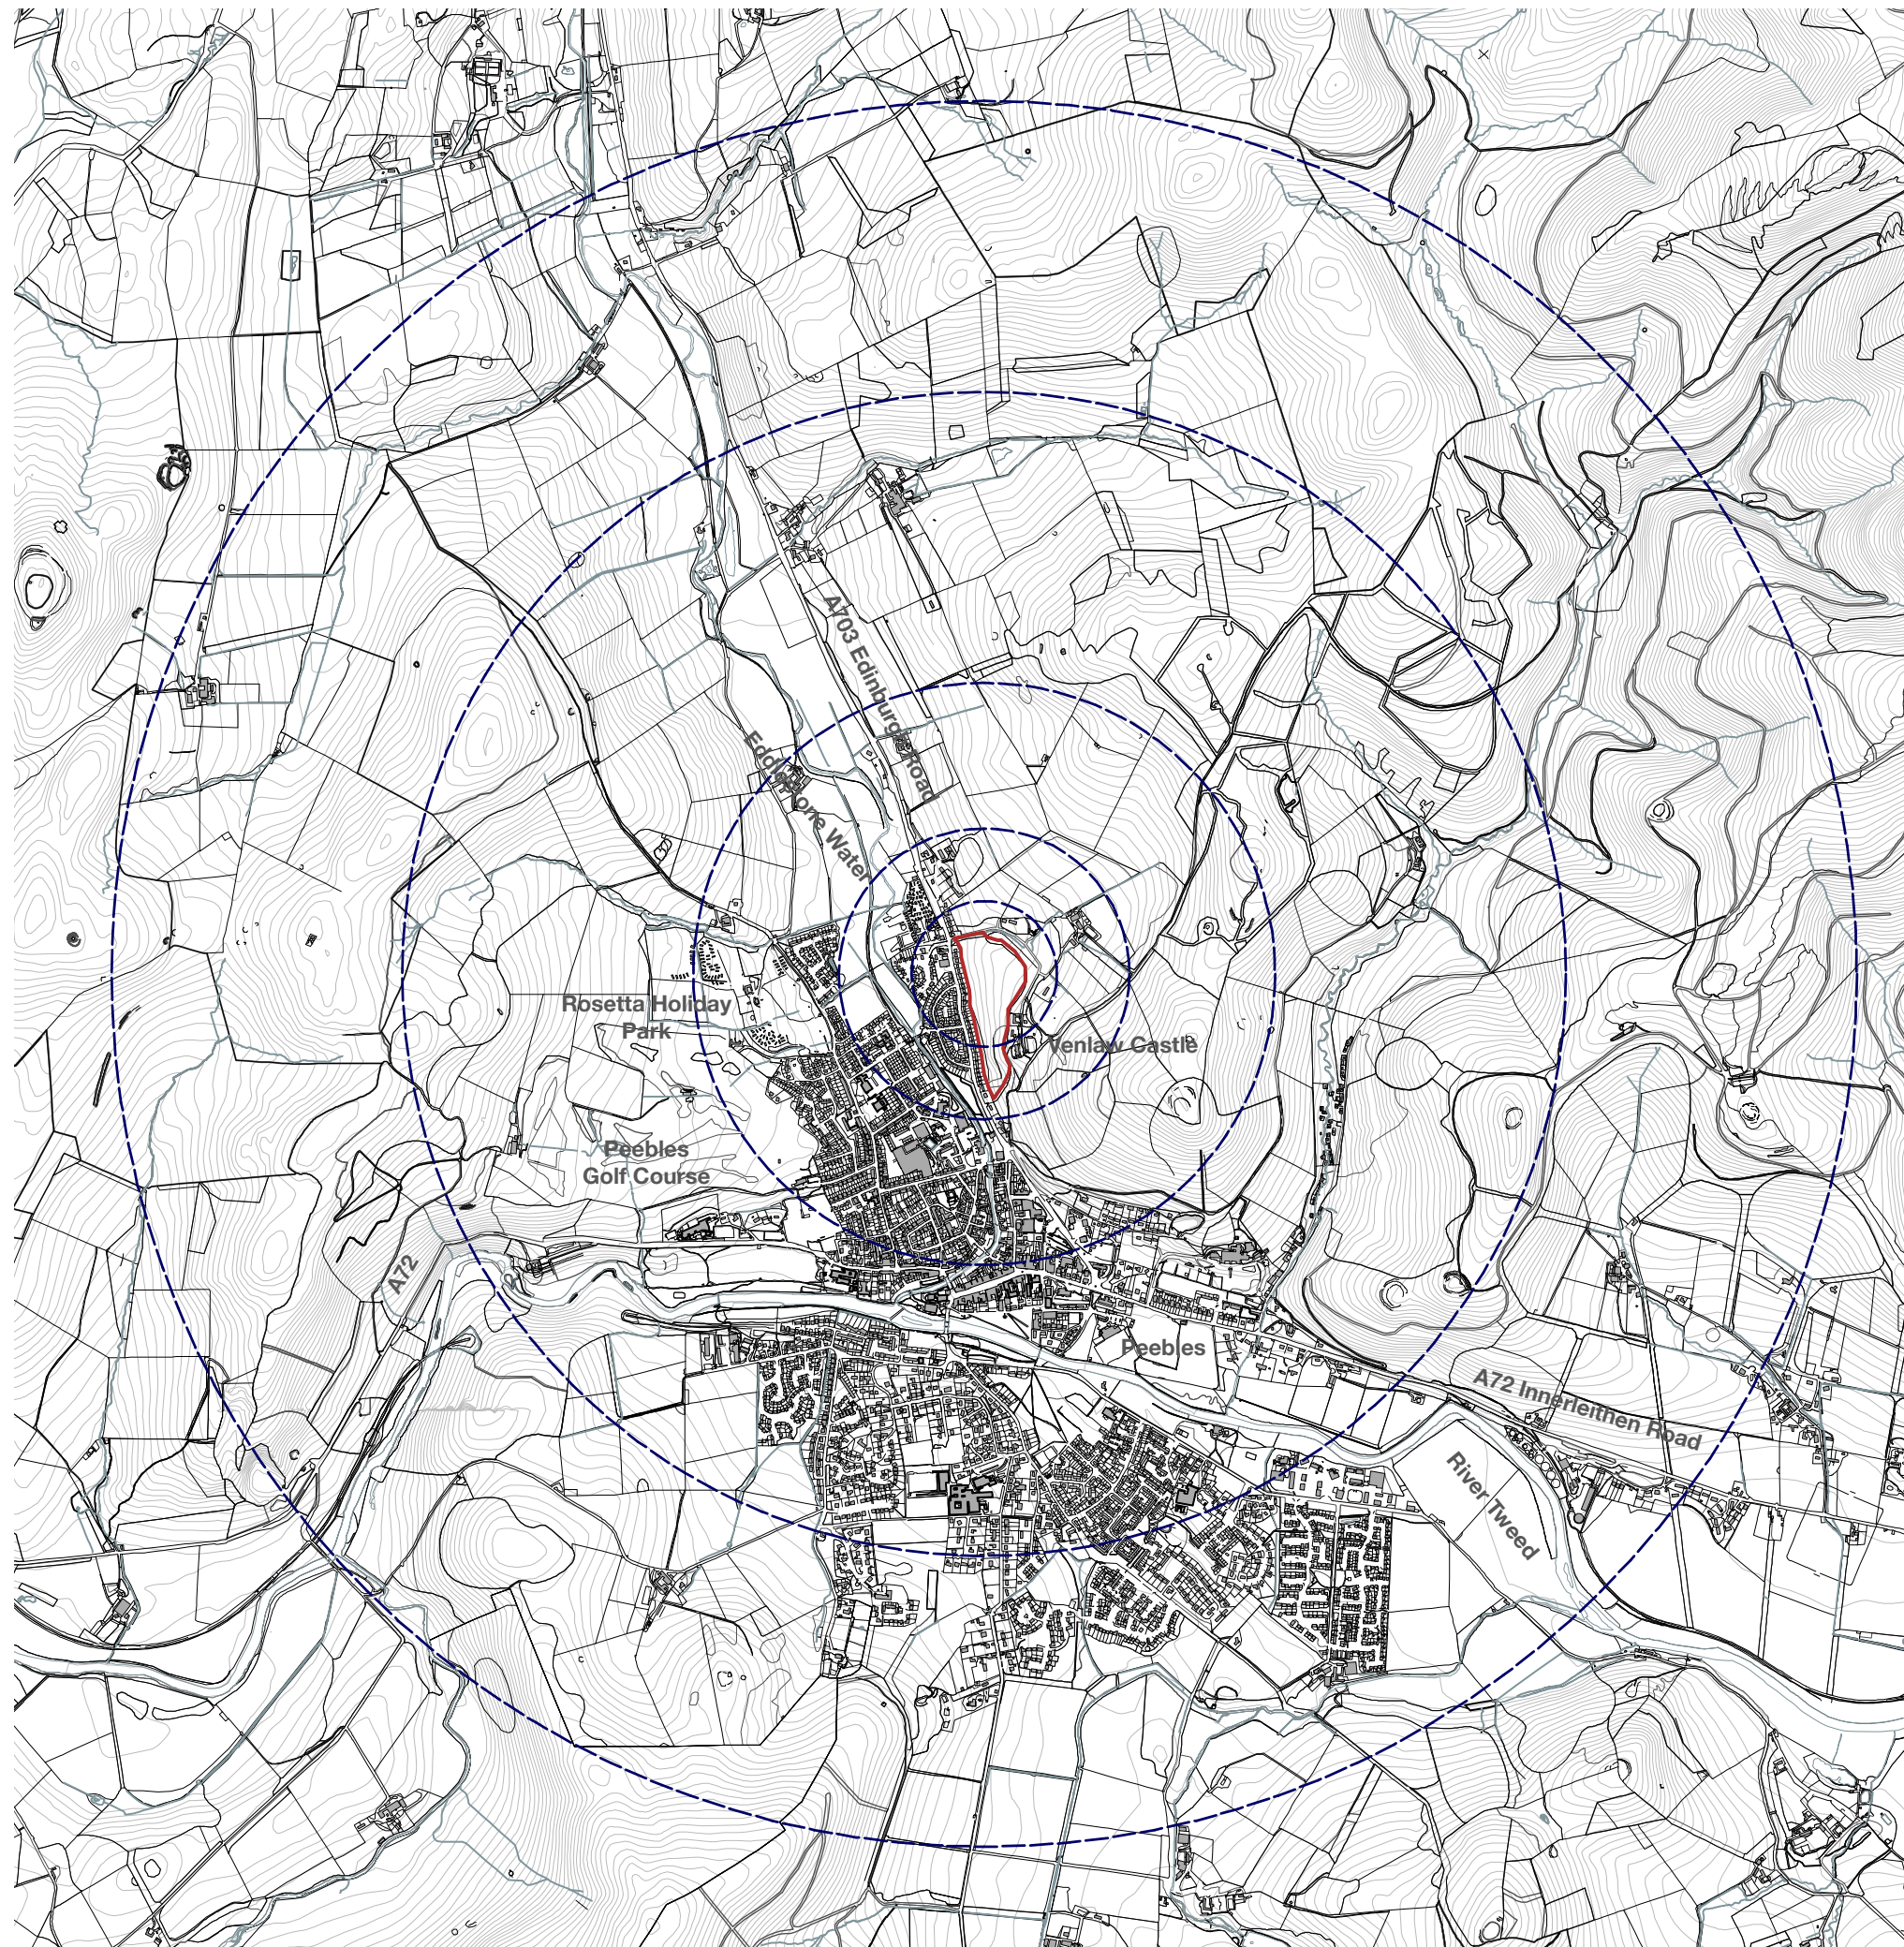 A703 Edinburgh Road
Eddlestone Water
Rosetta Holiday
Park
Venlaw Castle
Peebles
Golf Course
A72
Peebles
A72 Innerleithen Road
River Tweed